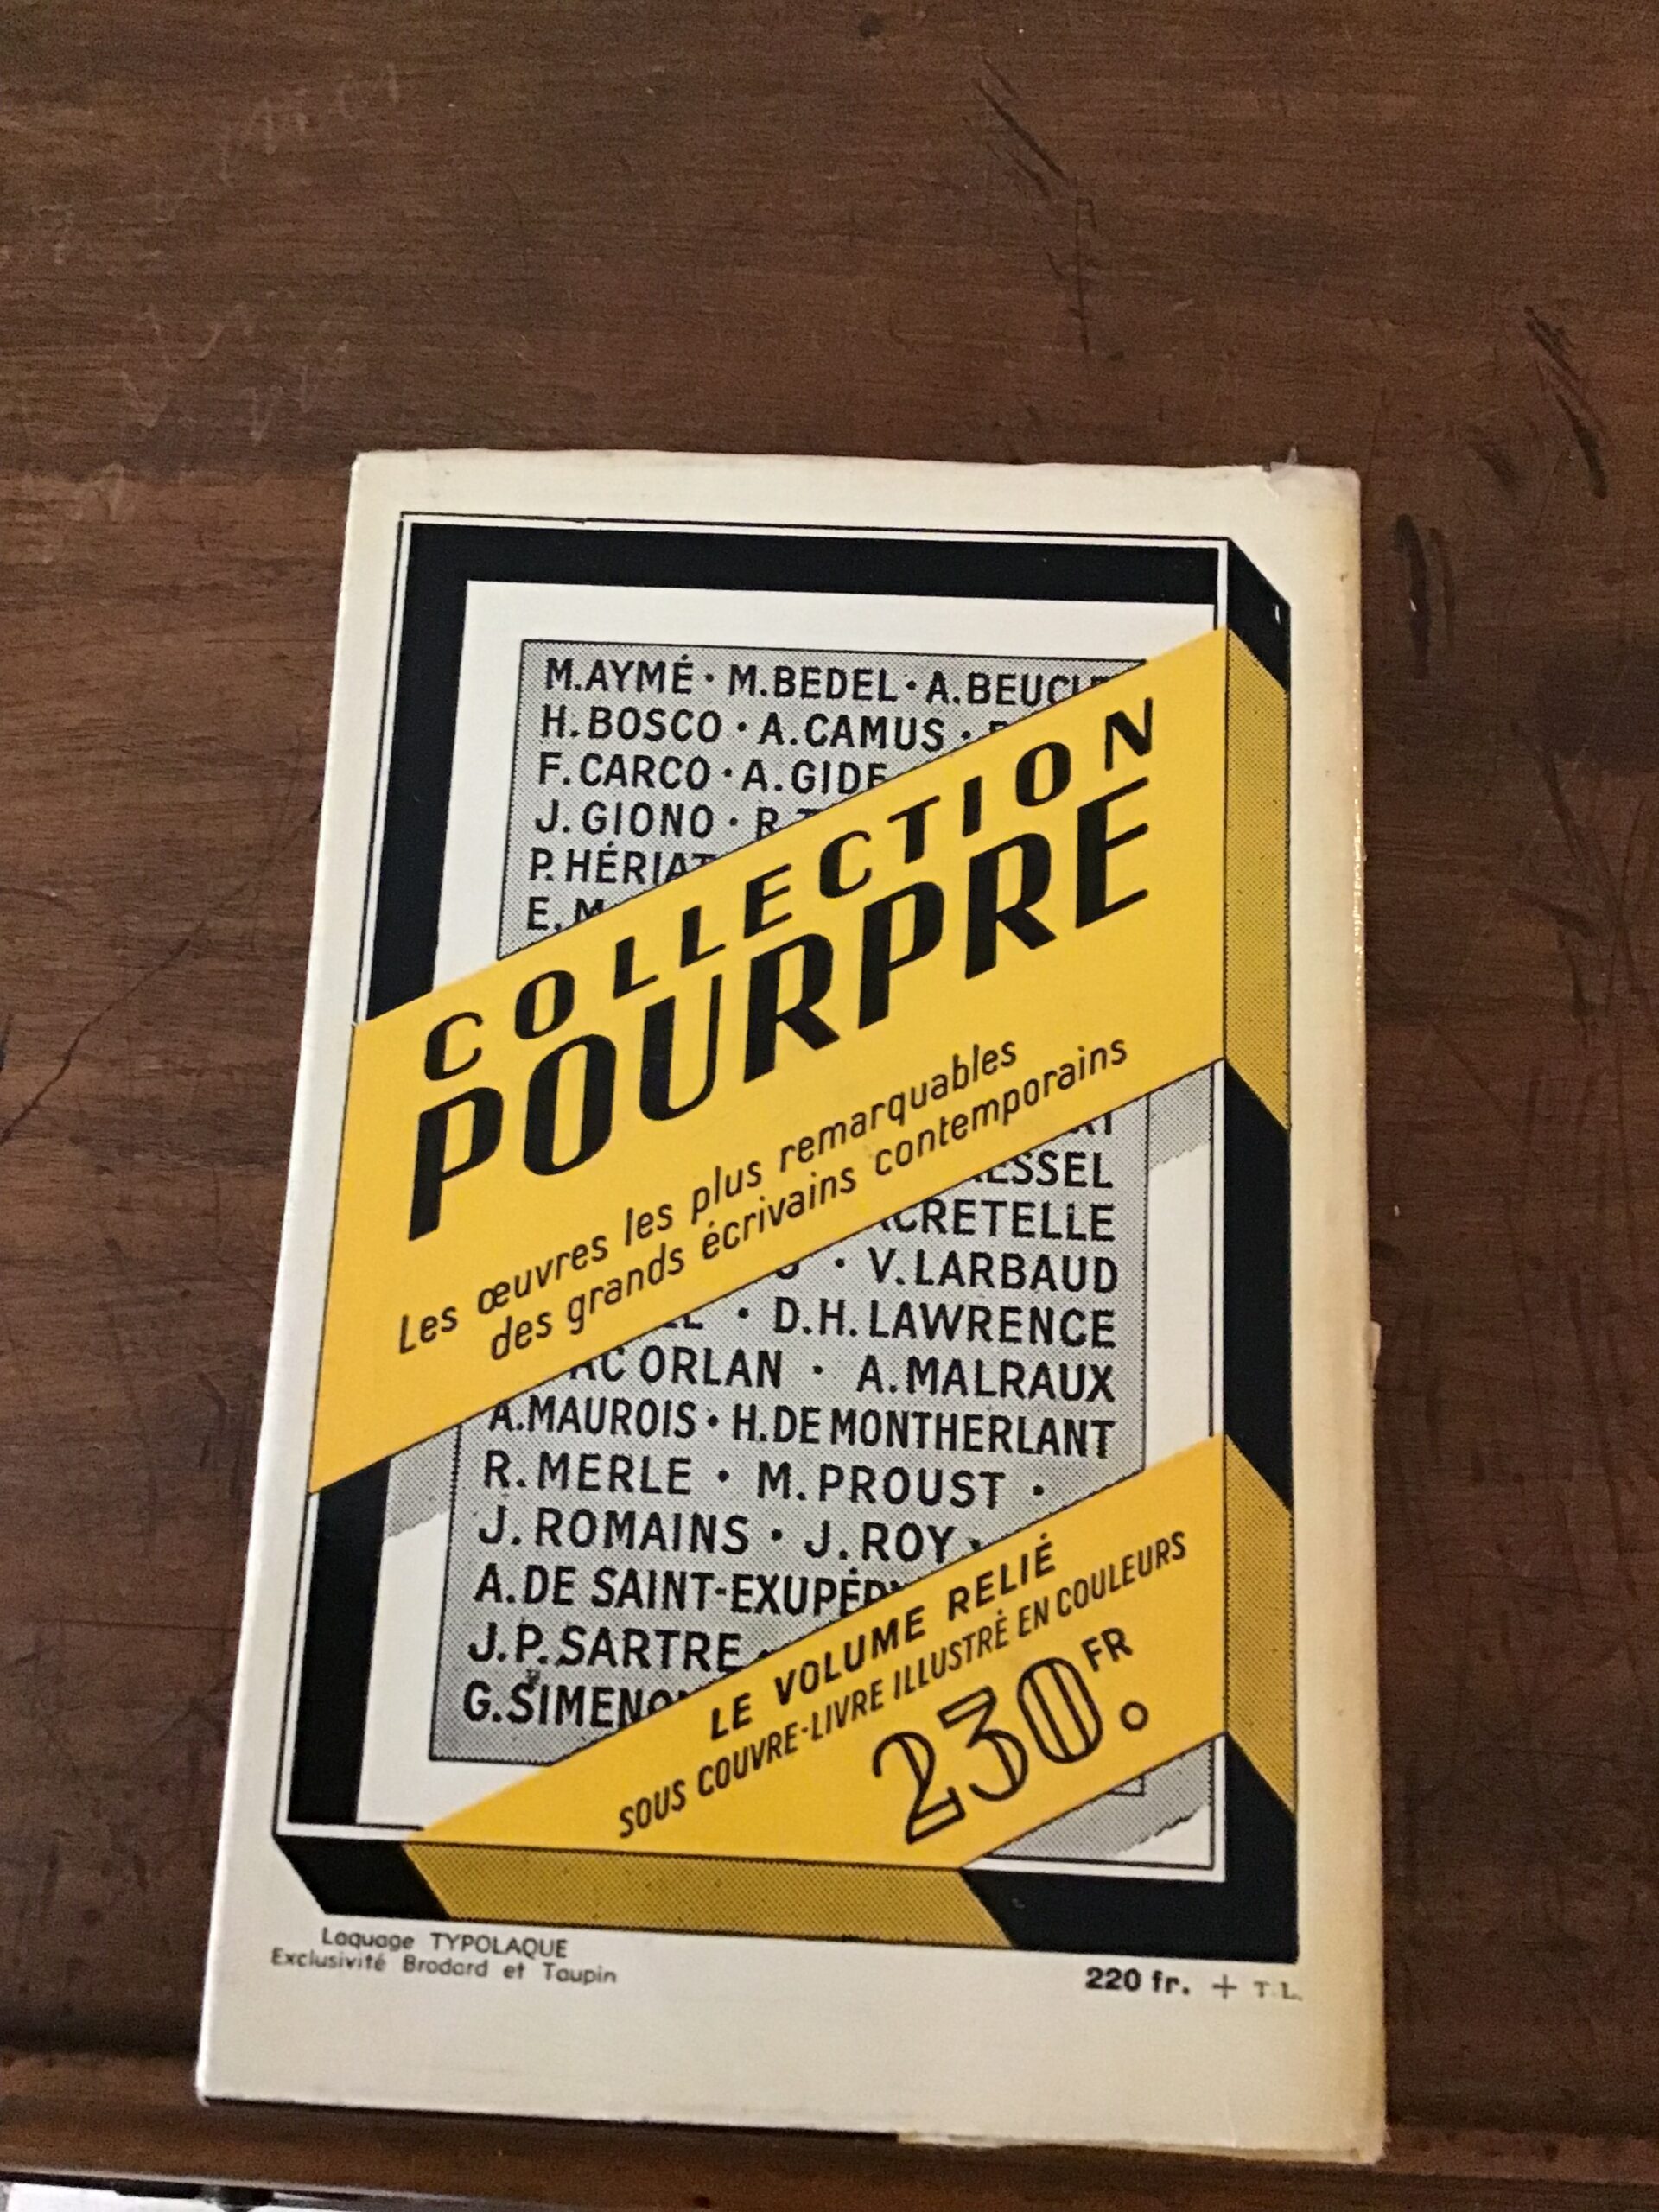 M.AYMÉ · M.BEDEL · A.
H.BOSCO · A.CAMUS ·
F.CARCO · A.GIDE
J.GIONO ·
P.HÉRIAT
E.
COLLECTION
POURPRE
Les œuvres les plus remarquables
des grands écrivains contemporains
· V.LARBAUD
· D.H.LAWRENCE
ORLAN · A.MALRAUX
A.MAUROIS · H.DE MONTHERLANT
R.MERLE · M.PROUST ·
J.ROMAINS · J.ROY ·
A.DE SAINT-EXUPÉRY
J.P.SARTRE ·
G.SIMENON
LE VOLUME RELIÉ
SOUS COUVRE-LIVRE ILLUSTRÉ EN COULEURS
230. FR
Laquage TYPOLAQUE
Exclusivité Brodard et Taupin
220 fr. + T.L.